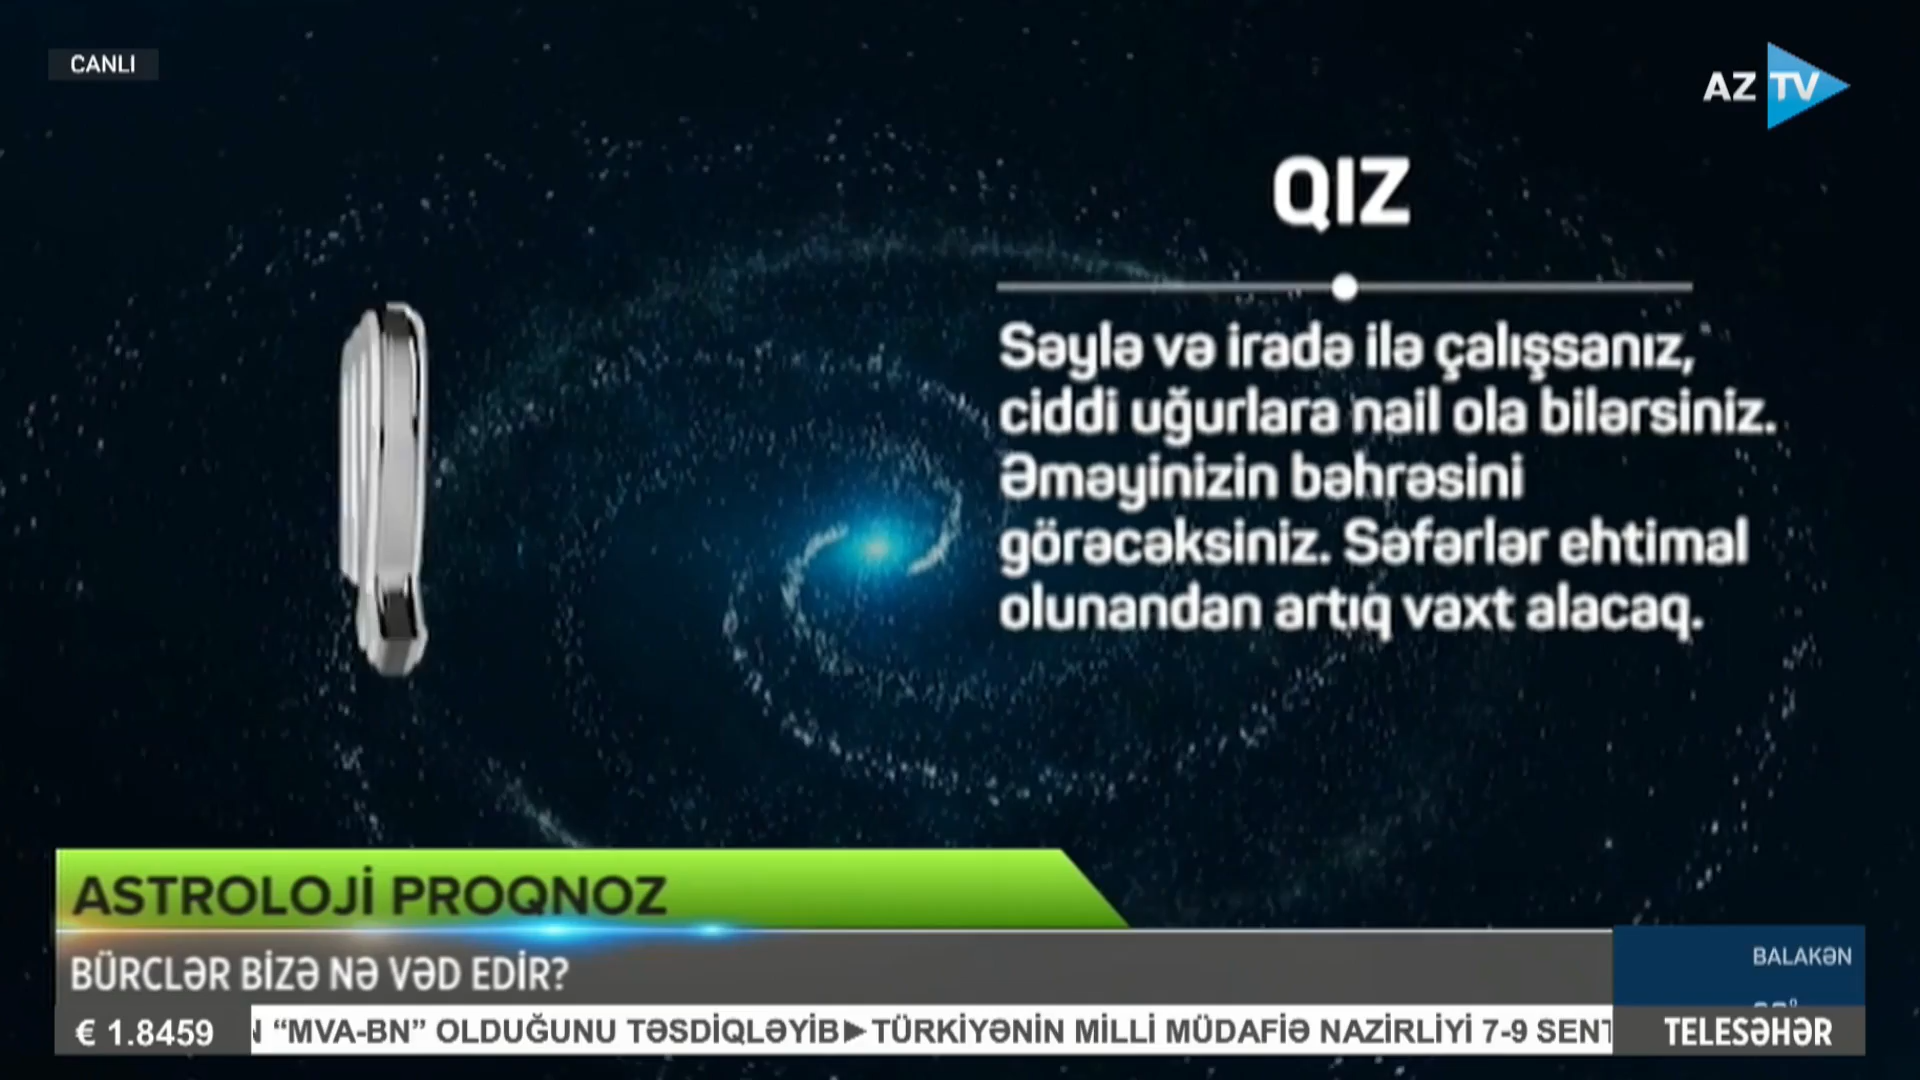 CANLI
AZTV
QIZ
Səylə və iradə ilə çalışsanız,
ciddi uğurlara nail ola bilərsiniz.
Əməyinizin bəhrəsini
görəcəksiniz. Səfərlər ehtimal
olunandan artıq vaxt alacaq.
ASTROLOJİ PROQNOZ
BÜRCLƏR BİZƏ NƏ VƏD EDİR?
BALAKƏN
€ 1.8459
“MVA-BN” OLDUĞUNU TƏSDİQLƏYİB►TÜRKİYƏNİN MİLLİ MÜDAFİƏ NAZİRLİYİ 7-9 SENT
TELESƏHƏR